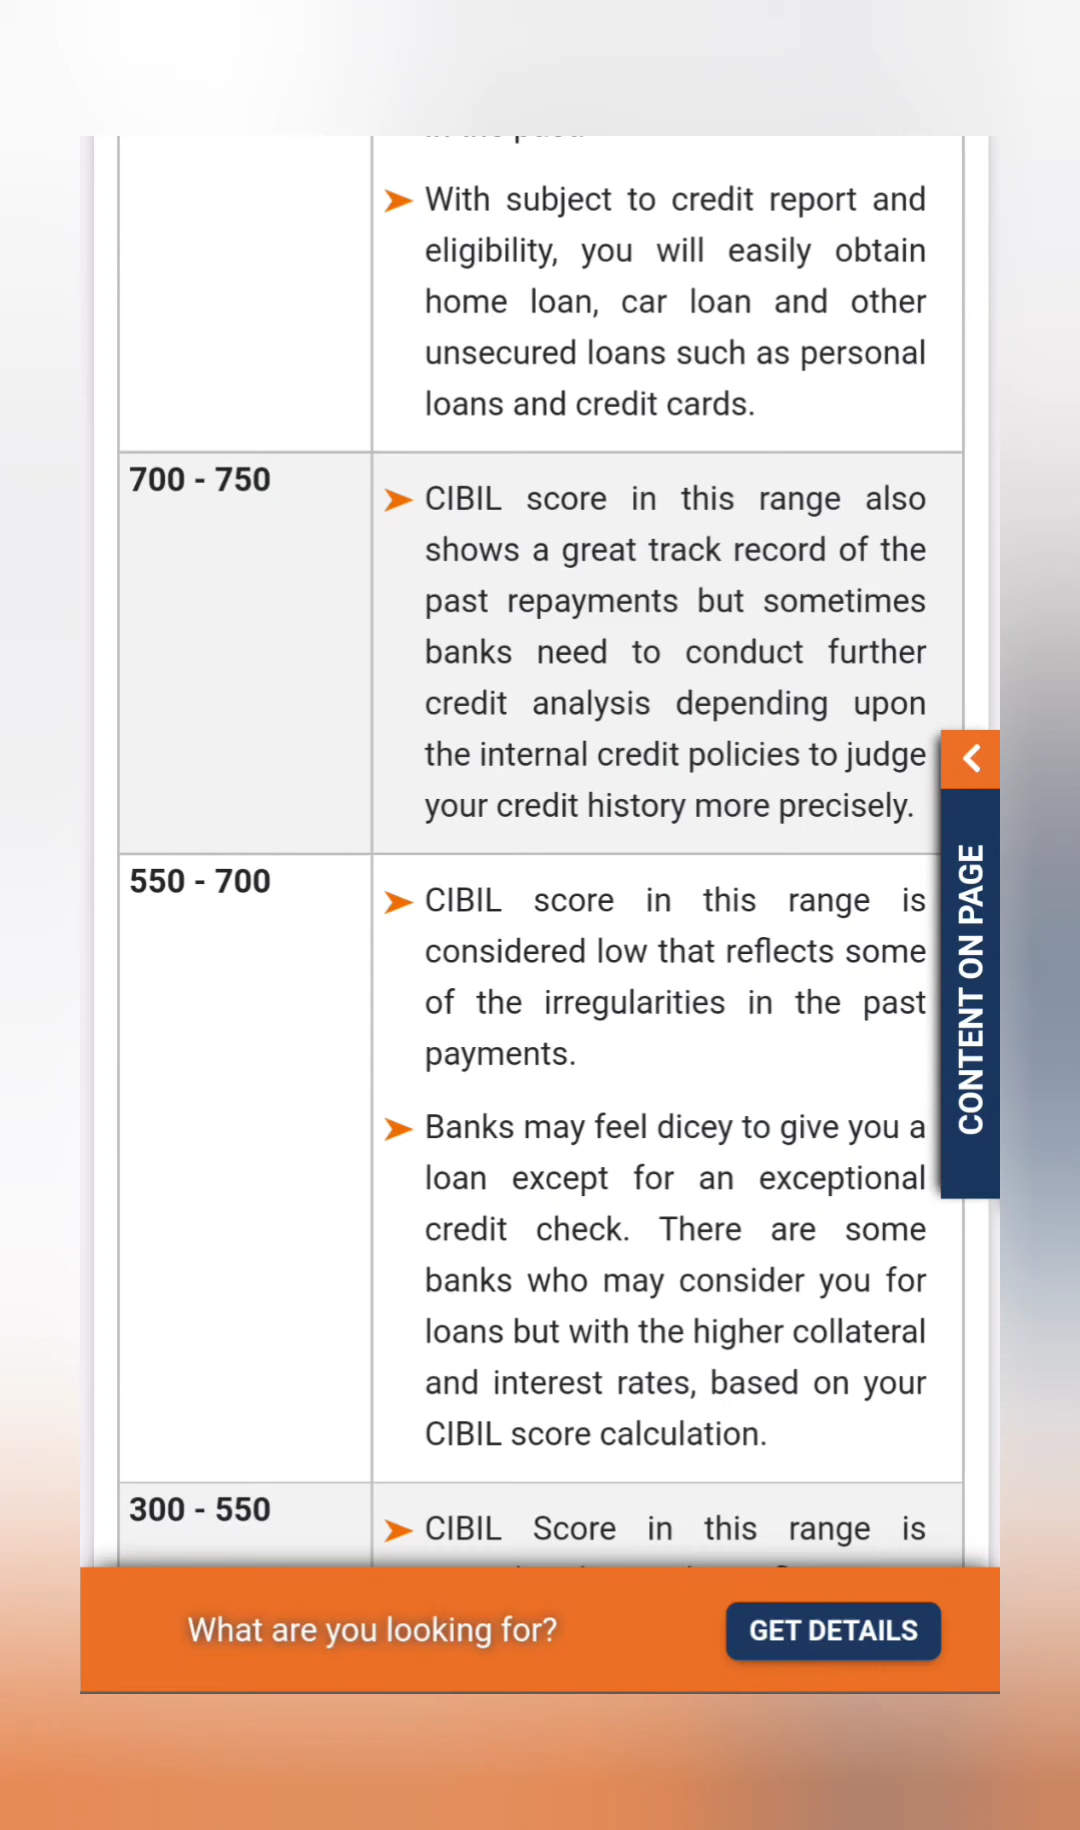 With subject to credit report and
eligibility, you will easily obtain
home loan, car loan and other
unsecured loans such as personal
loans and credit cards.
700 - 750
CIBIL score in this range also
shows a great track record of the
past repayments but sometimes
banks need to conduct further
credit analysis depending upon
the internal credit policies to judge
your credit history more precisely.
550 - 700
CIBIL score in this range is
considered low that reflects some
of the irregularities in the past
payments.
Banks may feel dicey to give you a
loan except for an exceptional
credit check. There are some
banks who may consider you for
loans but with the higher collateral
and interest rates, based on your
CIBIL score calculation.
300 - 550
CIBIL Score in this range is
CONTENT ON PAGE
What are you looking for?
GET DETAILS